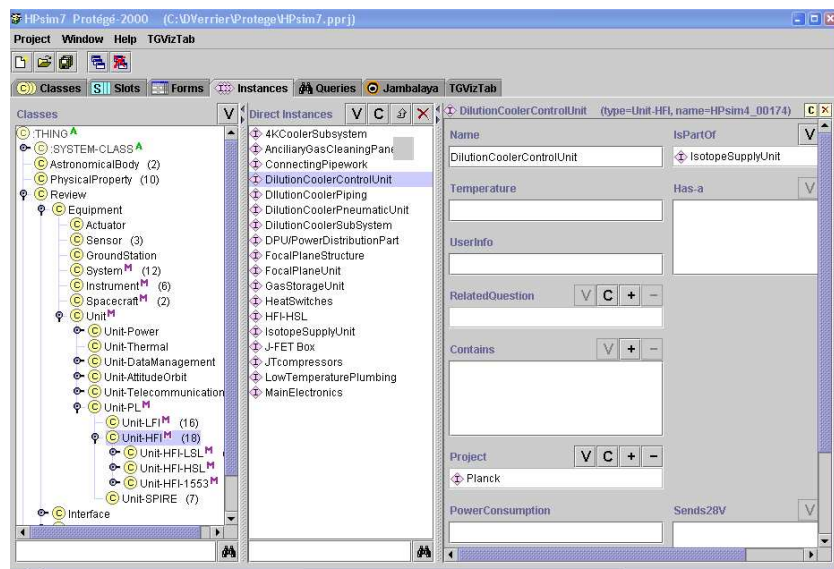 HPsim7 Protégé-2000 (C:\DVerrier\Protege\HPsim7.pprj)
Project Window Help TGVizTab
C Classes S Slots Forms Instances Queries Jambalaya TGVizTab
Classes V
C :THING A
C :SYSTEM-CLASS A
C AstronomicalBody (2)
C PhysicalProperty (10)
C Review
C Equipment
C Actuator
C Sensor (3)
C GroundStation
C System M (12)
C Instrument M (6)
C Spacecraft M (2)
C Unit M
C Unit-Power
C Unit-Thermal
C Unit-DataManagement
C Unit-AttitudeOrbit
C Unit-Telecommunication
C Unit-PL M
C Unit-LFI M (16)
C Unit-HFI M (18)
C Unit-HFI-LSL M
C Unit-HFI-HSL M
C Unit-HFI-1553 M
C Unit-SPIRE (7)
C Interface
Direct Instances V C X
I 4KCoolerSubsystem
I AnciliaryGasCleaningPane
I ConnectingPipework
I DilutionCoolerControlUnit
I DIlutionCoolerPiping
I DilutionCoolerPneumaticUnit
I DilutionCoolerSubSystem
I DPU/PowerDistributionPart
I FocalPlaneStructure
I FocalPlaneUnit
I GasStorageUnit
I HeatSwitches
I HFI-HSL
I IsotopeSupplyUnit
I J-FET Box
I JTcompressors
I LowTemperaturePlumbing
I MainElectronics
I DilutionCoolerControlUnit (type=Unit-HFI, name=HPsim4_00174) C X
Name
DilutionCoolerControlUnit
IsPartOf V
I IsotopeSupplyUnit
Temperature
Has-a V
UserInfo
RelatedQuestion V C + −
Contains V + −
Project V C + −
I Planck
PowerConsumption
Sends28V V